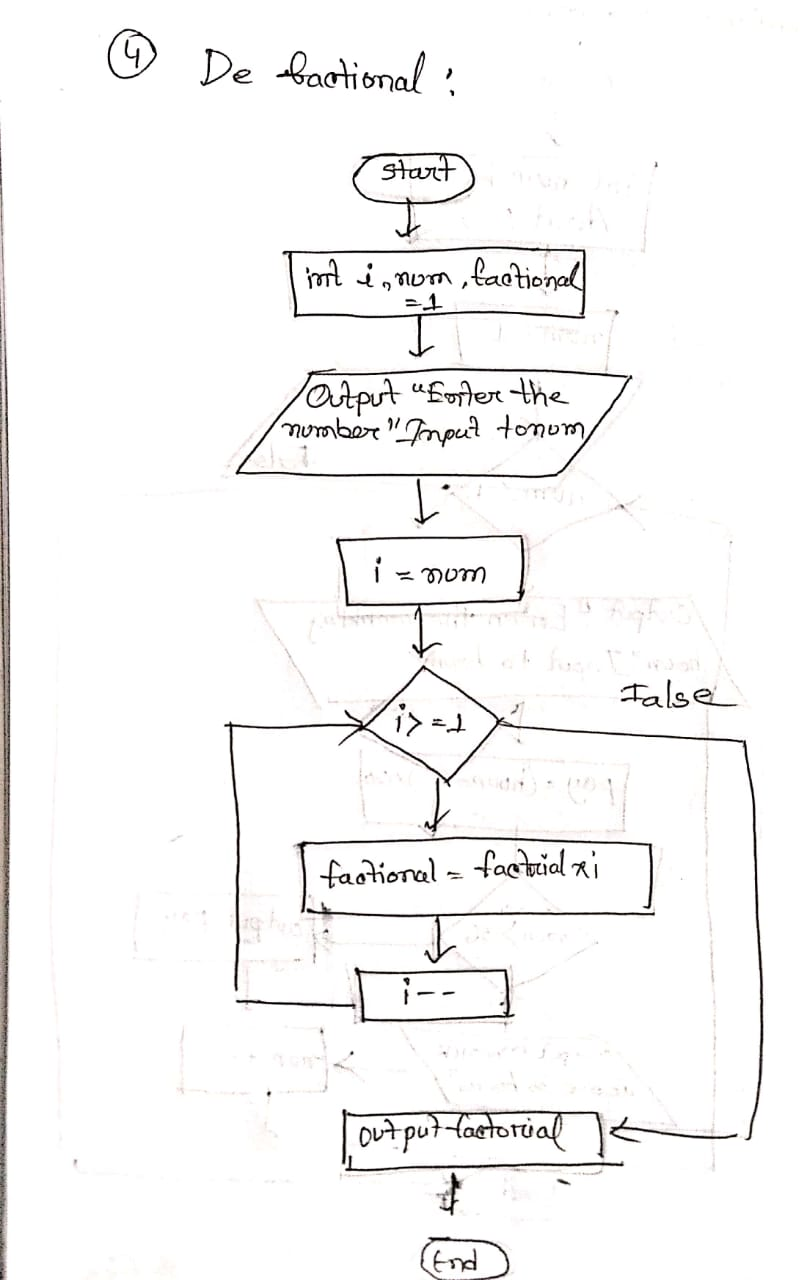 ④ De factional :
Start
int i, num, factional
=1
Output "Enter the
number" Input tonum
i = num
i>=1
False
factional = factorial x i
i--
output factorial
End